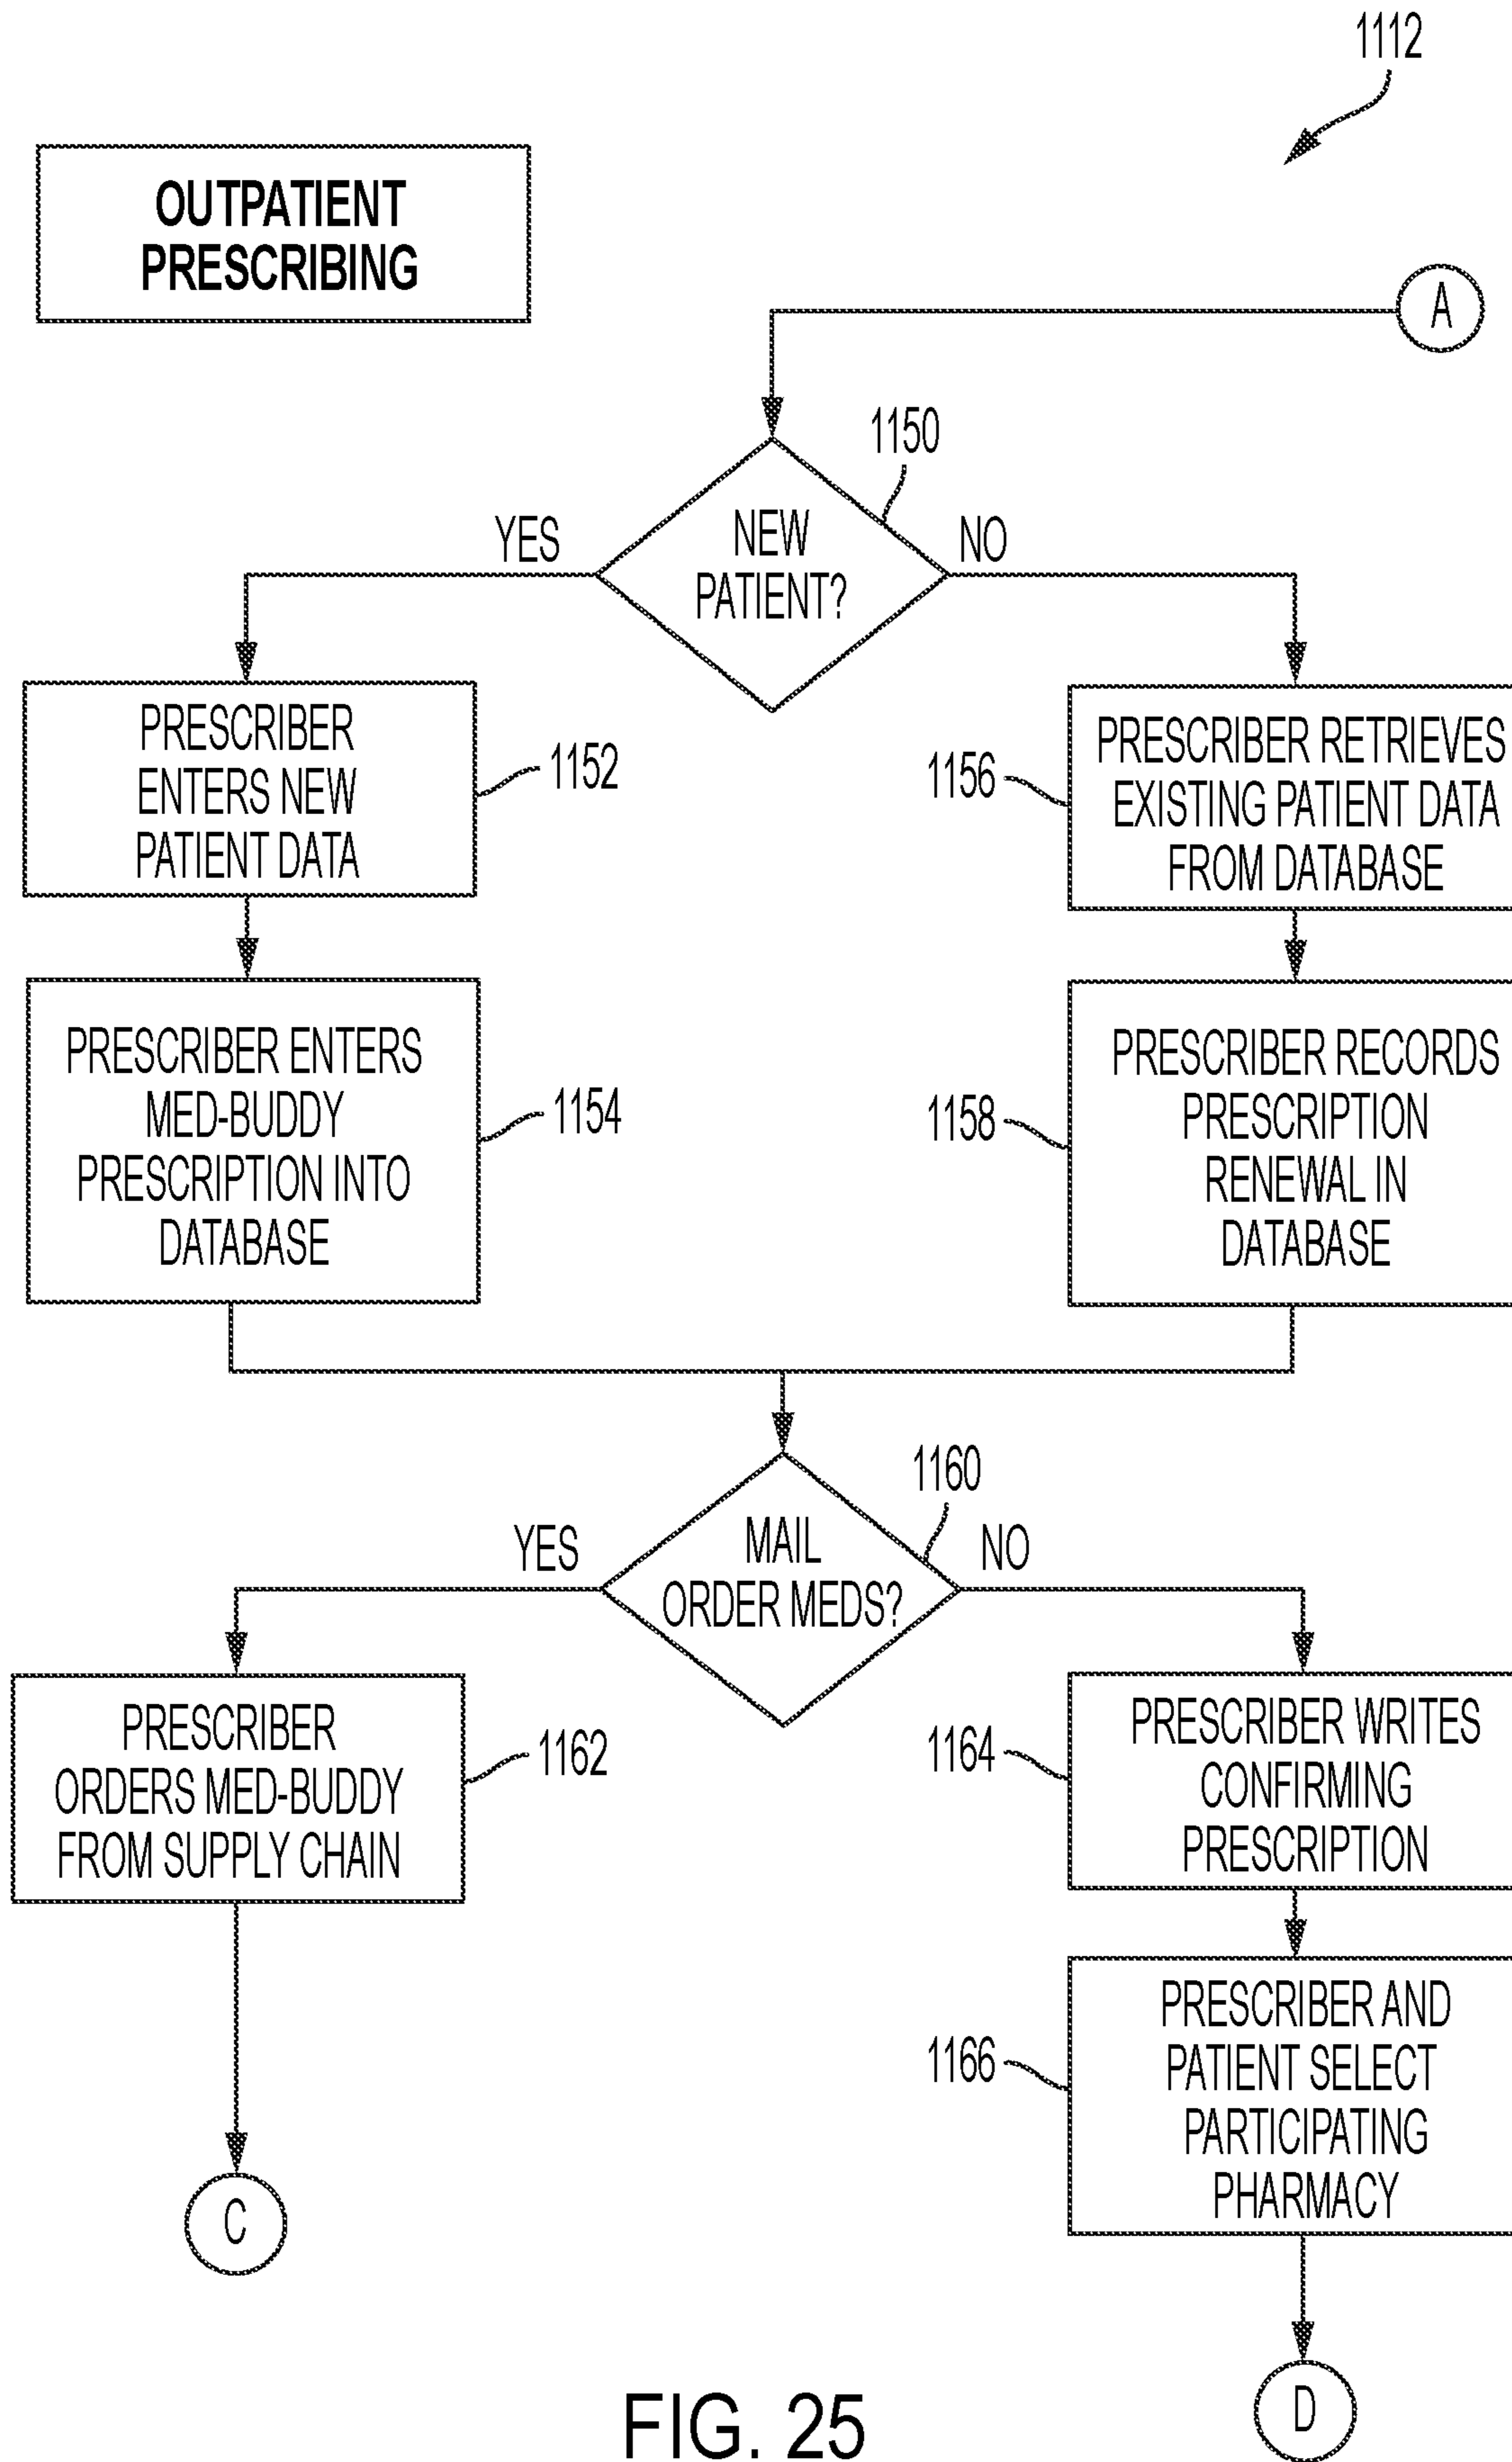 1112
OUTPATIENT
PRESCRIBING
A
1150
YES
NEW
PATIENT?
NO
PRESCRIBER
ENTERS NEW
PATIENT DATA
1152
1156
PRESCRIBER RETRIEVES
EXISTING PATIENT DATA
FROM DATABASE
PRESCRIBER ENTERS
MED-BUDDY
PRESCRIPTION INTO
DATABASE
1154
1158
PRESCRIBER RECORDS
PRESCRIPTION
RENEWAL IN
DATABASE
1160
YES
MAIL
ORDER MEDS?
NO
PRESCRIBER
ORDERS MED-BUDDY
FROM SUPPLY CHAIN
1162
1164
PRESCRIBER WRITES
CONFIRMING
PRESCRIPTION
1166
PRESCRIBER AND
PATIENT SELECT
PARTICIPATING
PHARMACY
C
D
FIG. 25